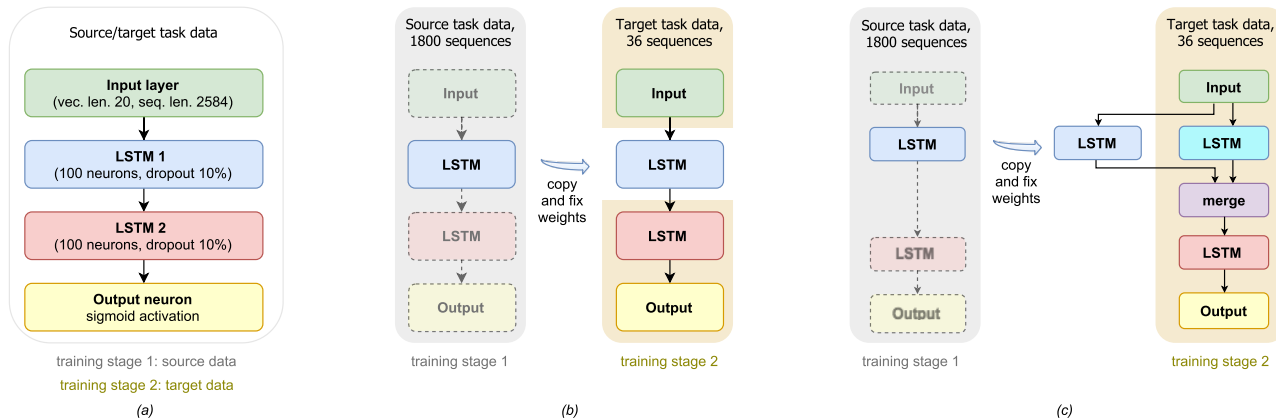 Source/target task data
Input layer
(vec. len. 20, seq. len. 2584)
LSTM 1
(100 neurons, dropout 10%)
LSTM 2
(100 neurons, dropout 10%)
Output neuron
sigmoid activation
training stage 1: source data
training stage 2: target data
(a)
Source task data,
1800 sequences
Input
LSTM
LSTM
Output
training stage 1
copy
and fix
weights
Target task data,
36 sequences
Input
LSTM
LSTM
Output
training stage 2
(b)
Source task data,
1800 sequences
Input
LSTM
LSTM
Output
training stage 1
copy
and fix
weights
Target task data,
36 sequences
Input
LSTM
LSTM
merge
LSTM
Output
training stage 2
(c)